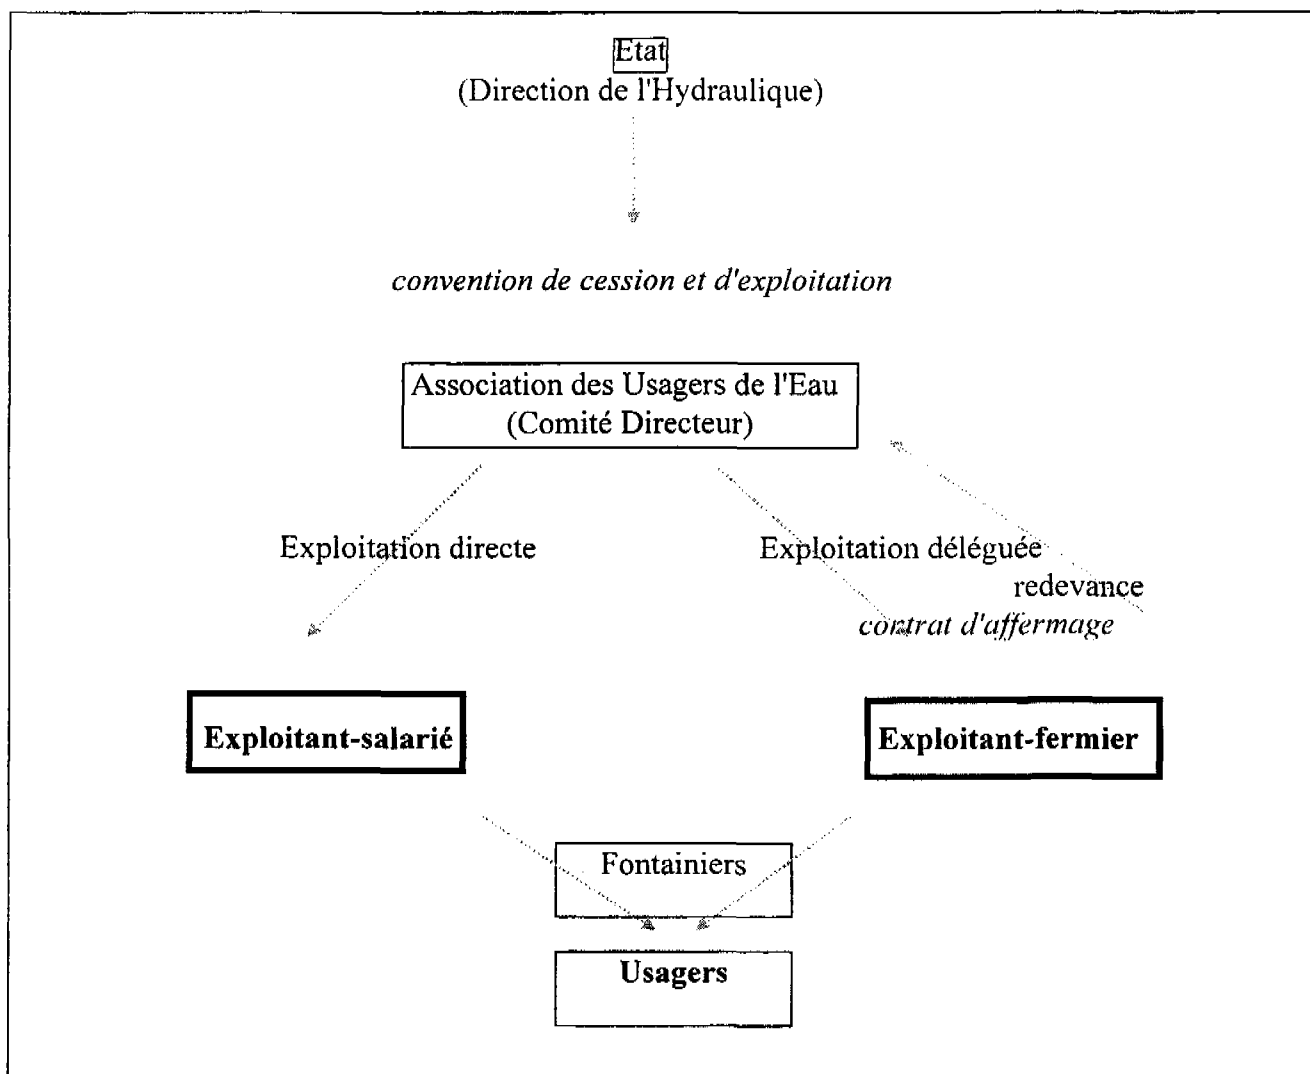 Etat
(Direction de l'Hydraulique)
convention de cession et d'exploitation
Association des Usagers de l'Eau
(Comité Directeur)
Exploitation directe
Exploitation déléguée
redevance
contrat d'affermage
Exploitant-salarié
Exploitant-fermier
Fontainiers
Usagers